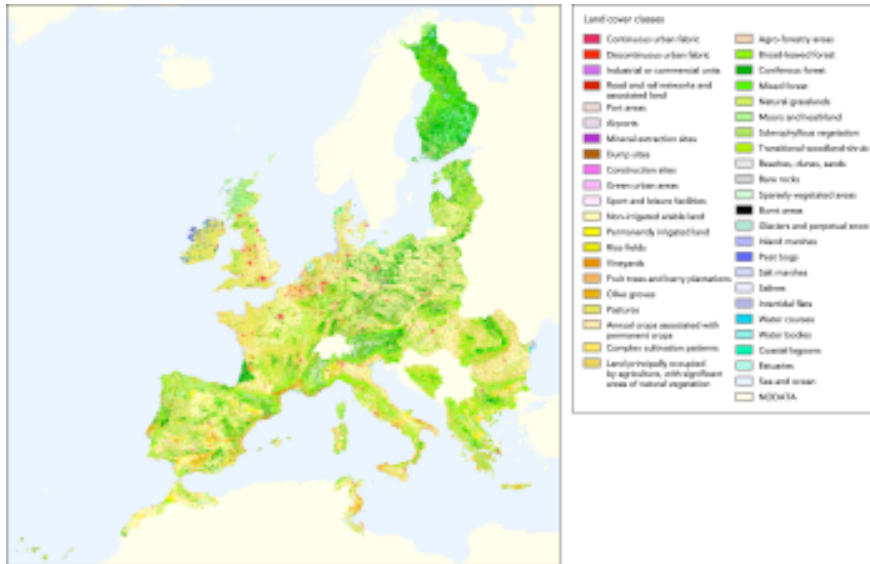 Land cover classes
Continuous urban fabric
Discontinuous urban fabric
Industrial or commercial units
Road and rail networks and
associated land
Port areas
Airports
Mineral extraction sites
Dump sites
Construction sites
Green urban areas
Sport and leisure facilities
Non-irrigated arable land
Permanently irrigated land
Rice fields
Vineyards
Fruit trees and berry plantations
Olive groves
Pastures
Annual crops associated with
permanent crops
Complex cultivation patterns
Land principally occupied
by agriculture, with significant
areas of natural vegetation
Agro-forestry areas
Broad-leaved forest
Coniferous forest
Mixed forest
Natural grasslands
Moors and heathland
Sclerophyllous vegetation
Transitional woodland-shrub
Beaches, dunes, sands
Bare rocks
Sparsely vegetated areas
Burnt areas
Glaciers and perpetual snow
Inland marshes
Peat bogs
Salt marshes
Salines
Intertidal flats
Water courses
Water bodies
Coastal lagoons
Estuaries
Sea and ocean
NODATA